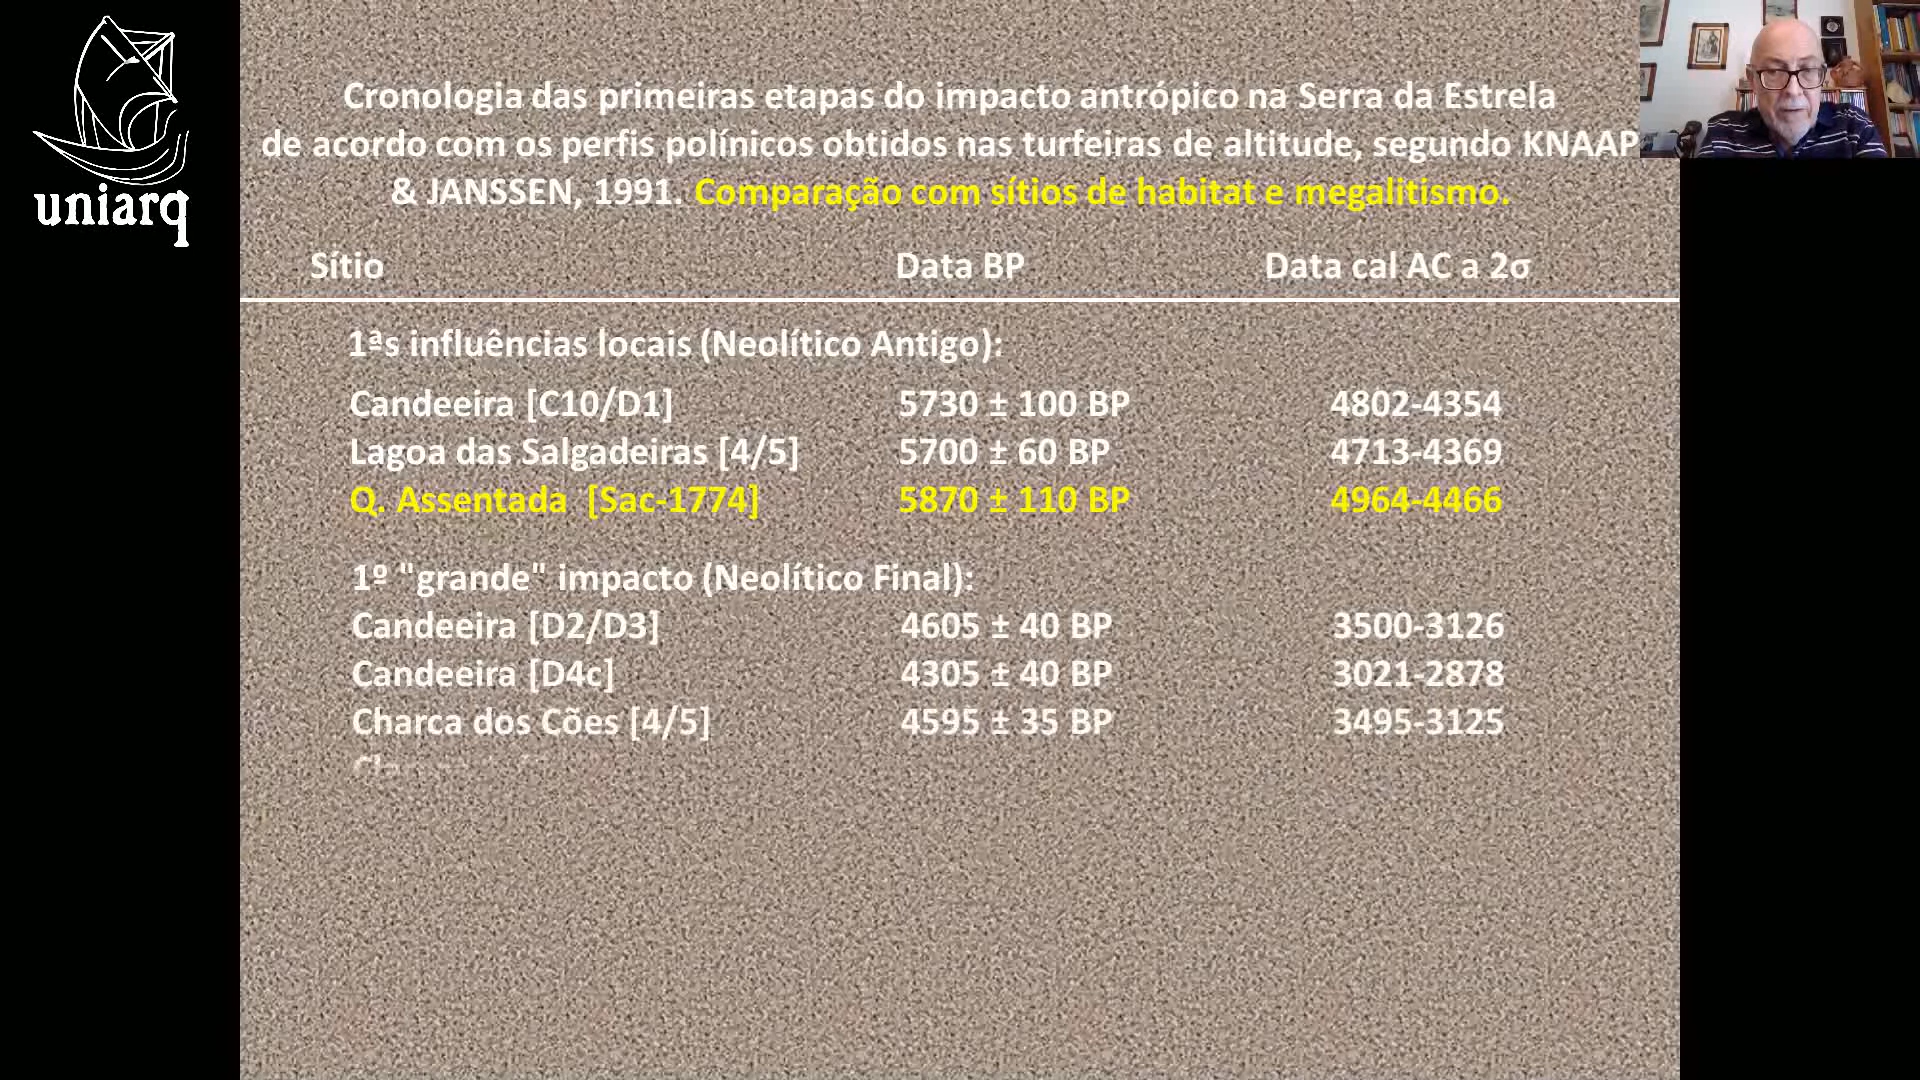 uniarq
Cronologia das primeiras etapas do impacto antrópico na Serra da Estrela
de acordo com os perfis polínicos obtidos nas turfeiras de altitude, segundo KNAAP
& JANSSEN, 1991. Comparação com sítios de habitat e megalitismo.
Sítio Data BP Data cal AC a 2σ
1ªs influências locais (Neolítico Antigo):
Candeeira [C10/D1] 5730 ± 100 BP 4802-4354
Lagoa das Salgadeiras [4/5] 5700 ± 60 BP 4713-4369
Q. Assentada [Sac-1774] 5870 ± 110 BP 4964-4466
1º "grande" impacto (Neolítico Final):
Candeeira [D2/D3] 4605 ± 40 BP 3500-3126
Candeeira [D4c] 4305 ± 40 BP 3021-2878
Charca dos Cões [4/5] 4595 ± 35 BP 3495-3125